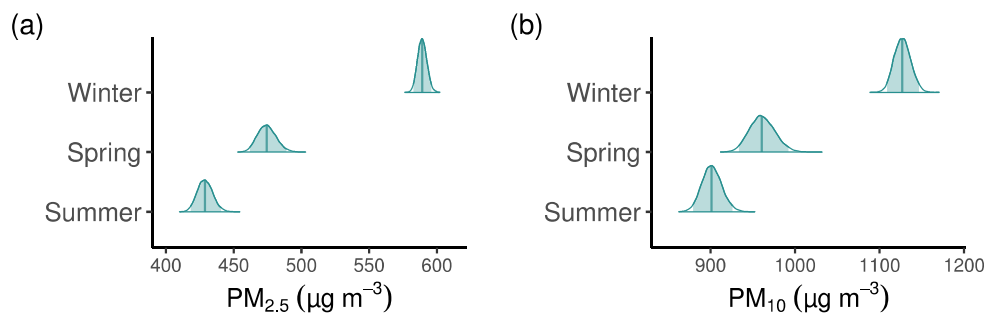 (a)
Winter
Spring
Summer
400 450 500 550 600
PM2.5 (µg m−3)
(b)
Winter
Spring
Summer
900 1000 1100 1200
PM10 (µg m−3)